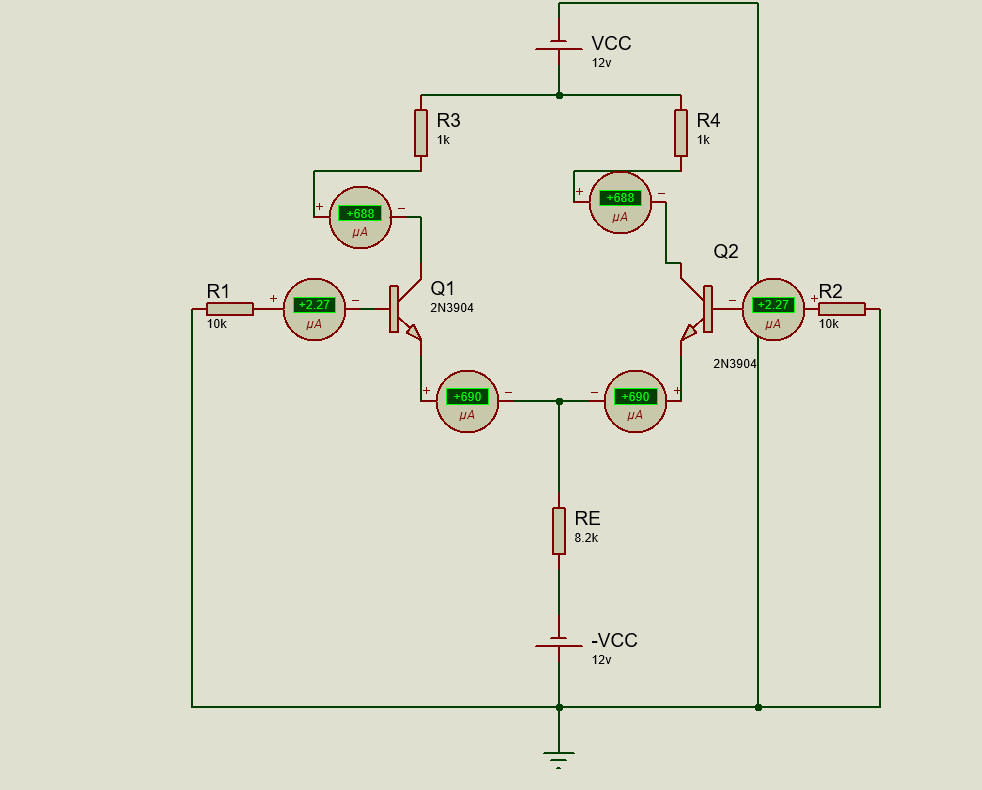 VCC
12v
R3
1k
R4
1k
+ +688 −
µA
+ +688 −
µA
Q2
R1
10k
+ +2.27 −
µA
Q1
2N3904
− +2.27 +
µA
R2
10k
2N3904
+ +690 −
µA
− +690 +
µA
RE
8.2k
-VCC
12v